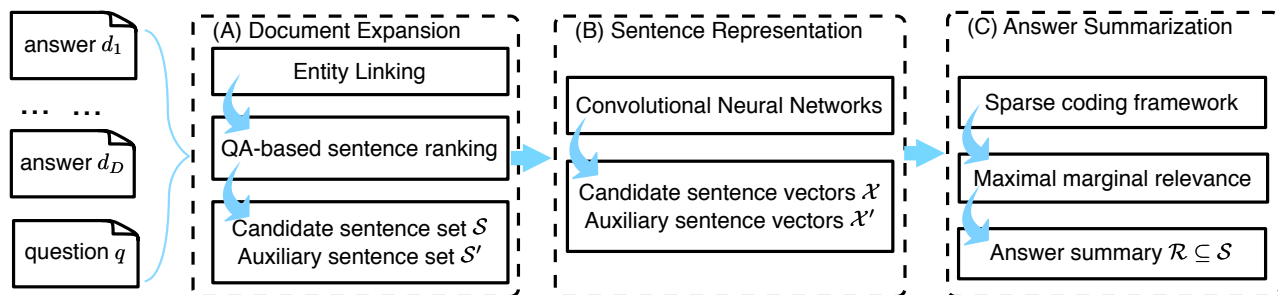 answer d₁
... ...
answer d_D
question q
(A) Document Expansion
Entity Linking
QA-based sentence ranking
Candidate sentence set 𝒮
Auxiliary sentence set 𝒮′
(B) Sentence Representation
Convolutional Neural Networks
Candidate sentence vectors 𝒳
Auxiliary sentence vectors 𝒳′
(C) Answer Summarization
Sparse coding framework
Maximal marginal relevance
Answer summary ℛ ⊆ 𝒮